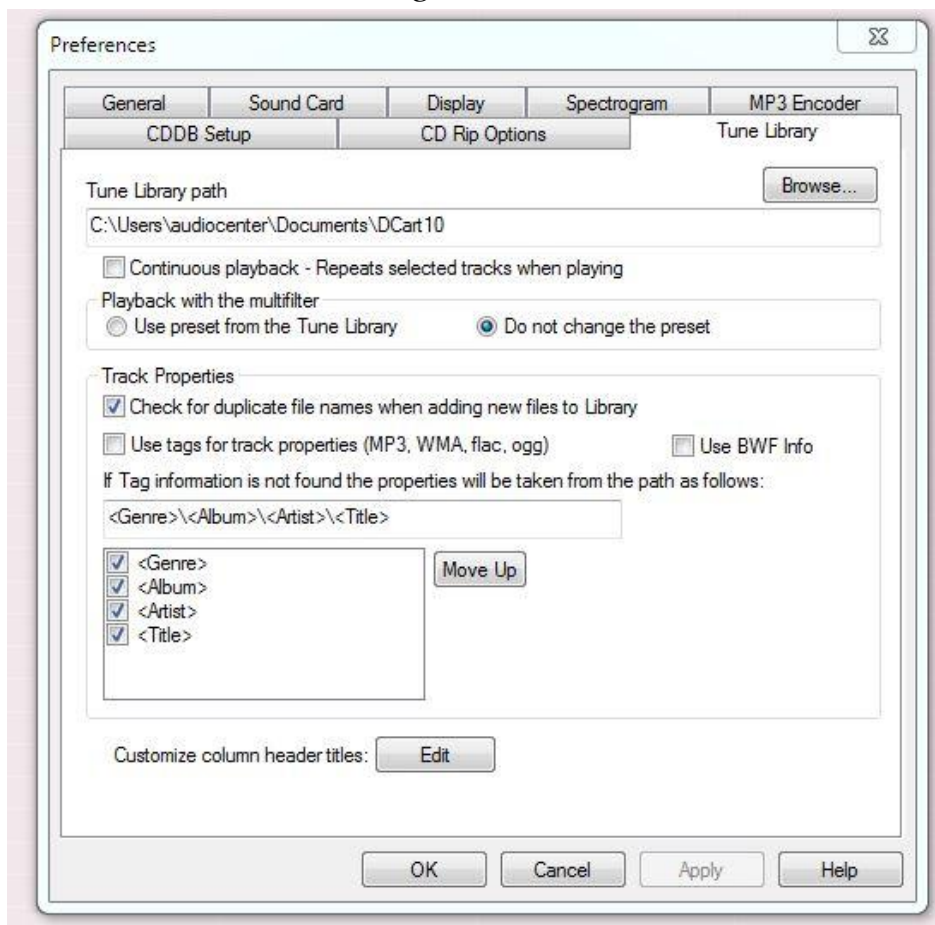 Preferences
General Sound Card Display Spectrogram MP3 Encoder
CDDB Setup CD Rip Options Tune Library
Tune Library path Browse...
C:\Users\audiocenter\Documents\DCart10
Continuous playback - Repeats selected tracks when playing
Playback with the multifilter
Use preset from the Tune Library Do not change the preset
Track Properties
Check for duplicate file names when adding new files to Library
Use tags for track properties (MP3, WMA, flac, ogg) Use BWF Info
If Tag information is not found the properties will be taken from the path as follows:
<Genre>\<Album>\<Artist>\<Title>
<Genre> Move Up
<Album>
<Artist>
<Title>
Customize column header titles: Edit
OK Cancel Apply Help